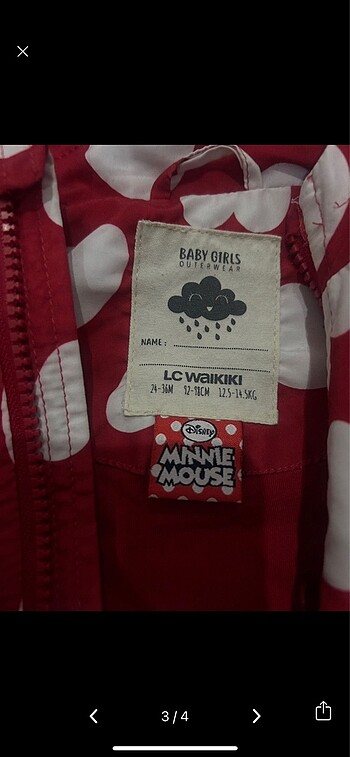 BABY GIRLS
OUTERWEAR
NAME:
LC WAIKIKI
24-36M 92-98CM 12.5-14.5KG
Disney
MINNIE
MOUSE
3/4